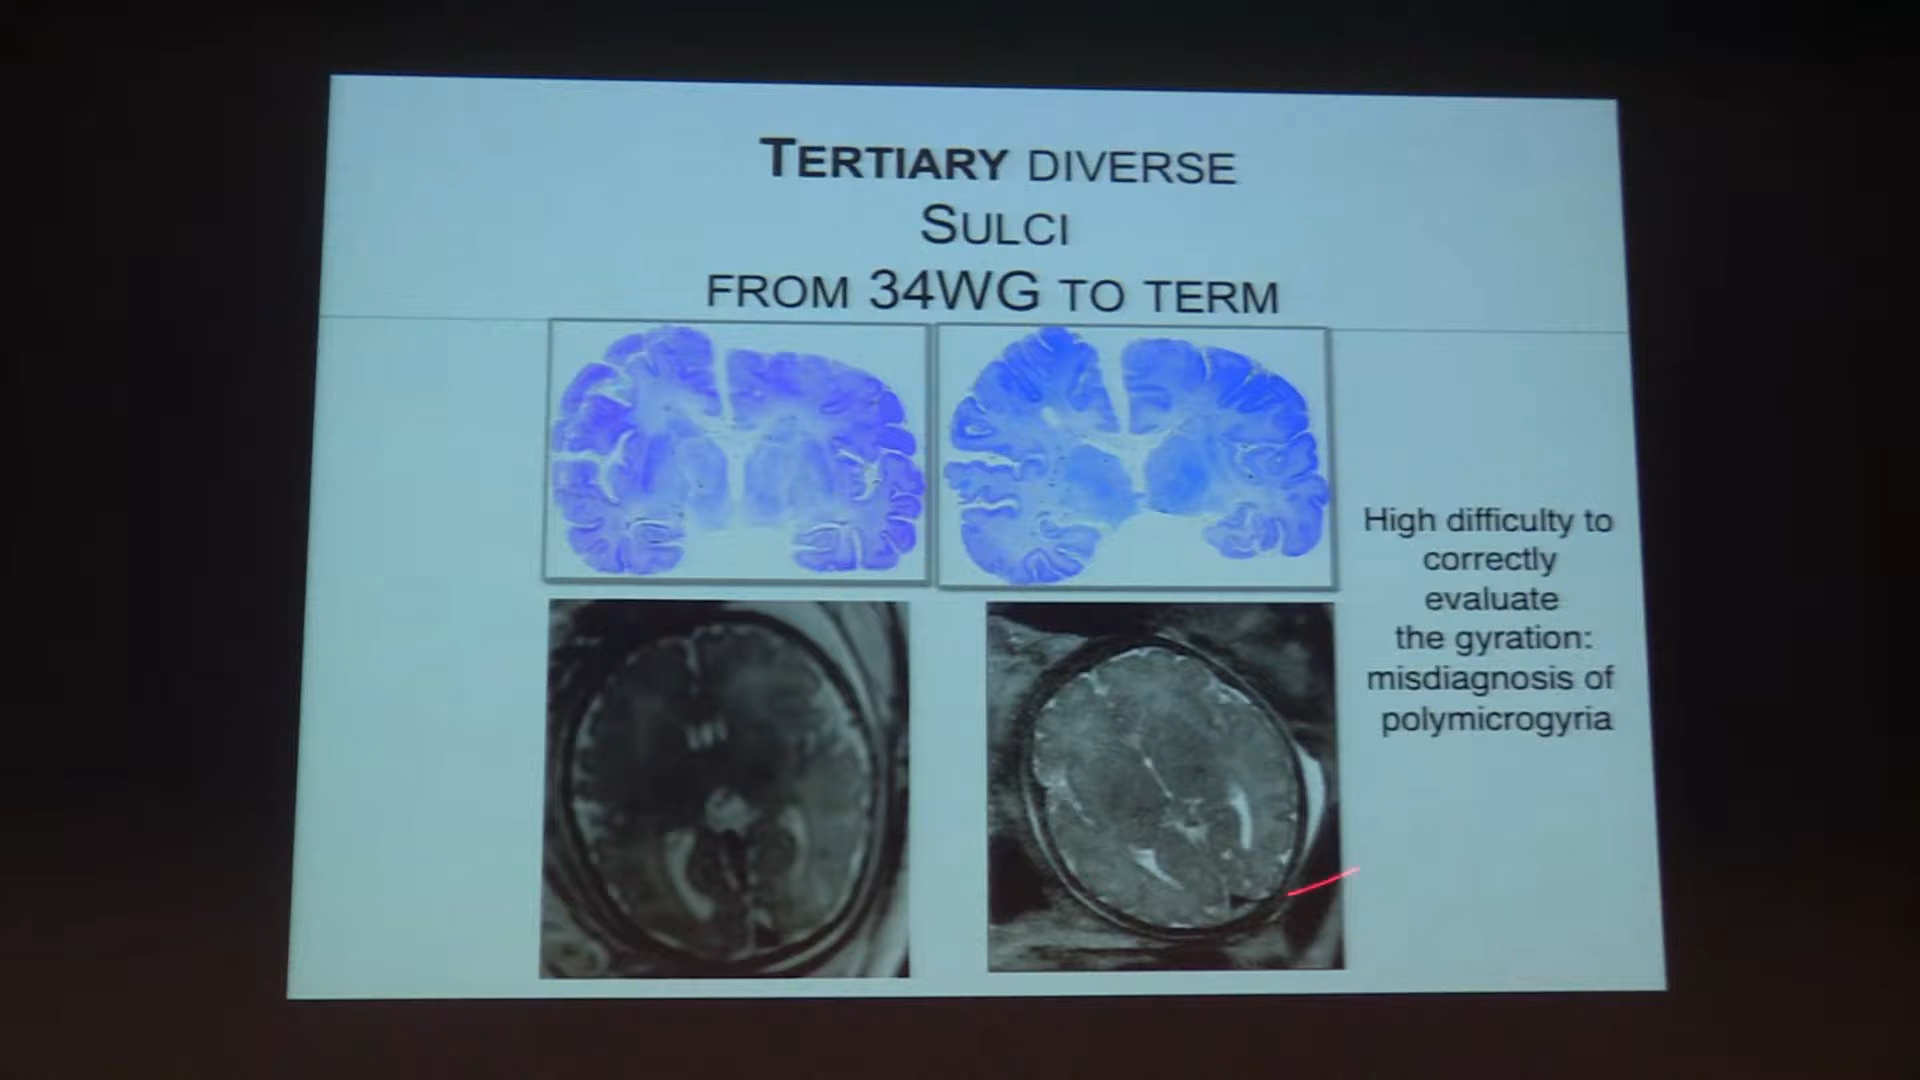 TERTIARY DIVERSE
SULCI
FROM 34WG TO TERM
High difficulty to
correctly
evaluate
the gyration:
misdiagnosis of
polymicrogyria